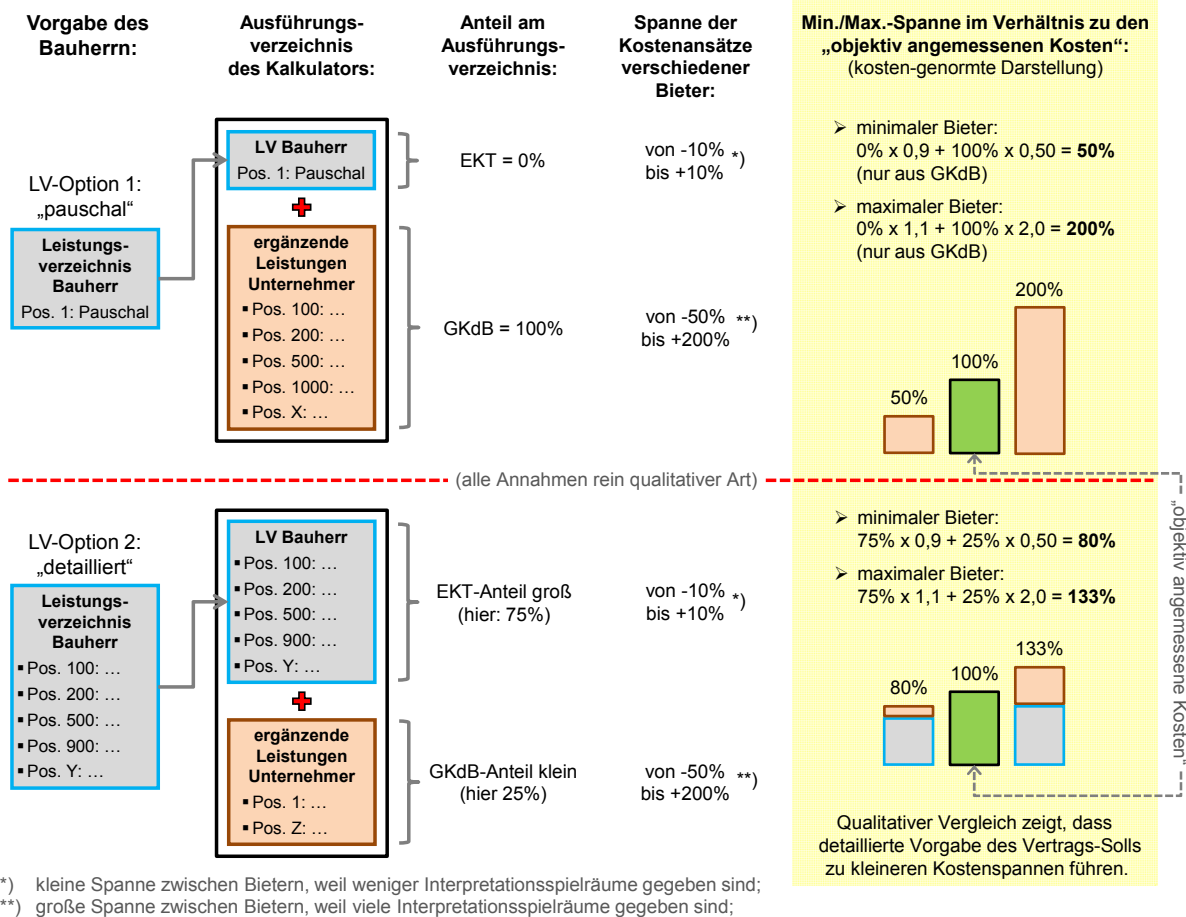 Vorgabe des
Bauherrn:
Ausführungs-
verzeichnis
des Kalkulators:
Anteil am
Ausführungs-
verzeichnis:
Spanne der
Kostenansätze
verschiedener
Bieter:
Min./Max.-Spanne im Verhältnis zu den
„objektiv angemessenen Kosten“:
(kosten-genormte Darstellung)
LV-Option 1:
„pauschal“
Leistungs-
verzeichnis
Bauherr
Pos. 1: Pauschal
LV Bauherr
Pos. 1: Pauschal
ergänzende
Leistungen
Unternehmer
▪ Pos. 100: …
▪ Pos. 200: …
▪ Pos. 500: …
▪ Pos. 1000: …
▪ Pos. X: …
EKT = 0%
GKdB = 100%
von -10% *)
bis +10%
von -50% **)
bis +200%
➢ minimaler Bieter:
0% x 0,9 + 100% x 0,50 = 50%
(nur aus GKdB)
➢ maximaler Bieter:
0% x 1,1 + 100% x 2,0 = 200%
(nur aus GKdB)
50%
100%
200%
(alle Annahmen rein qualitativer Art)
LV-Option 2:
„detailliert“
Leistungs-
verzeichnis
Bauherr
▪ Pos. 100: …
▪ Pos. 200: …
▪ Pos. 500: …
▪ Pos. 900: …
▪ Pos. Y: …
LV Bauherr
▪ Pos. 100: …
▪ Pos. 200: …
▪ Pos. 500: …
▪ Pos. 900: …
▪ Pos. Y: …
ergänzende
Leistungen
Unternehmer
▪ Pos. 1: …
▪ Pos. Z: …
EKT-Anteil groß
(hier: 75%)
GKdB-Anteil klein
(hier 25%)
von -10% *)
bis +10%
von -50% **)
bis +200%
➢ minimaler Bieter:
75% x 0,9 + 25% x 0,50 = 80%
➢ maximaler Bieter:
75% x 1,1 + 25% x 2,0 = 133%
80%
100%
133%
„objektiv angemessene Kosten“
Qualitativer Vergleich zeigt, dass
detaillierte Vorgabe des Vertrags-Solls
zu kleineren Kostenspannen führen.
*) kleine Spanne zwischen Bietern, weil weniger Interpretationsspielräume gegeben sind;
**) große Spanne zwischen Bietern, weil viele Interpretationsspielräume gegeben sind;